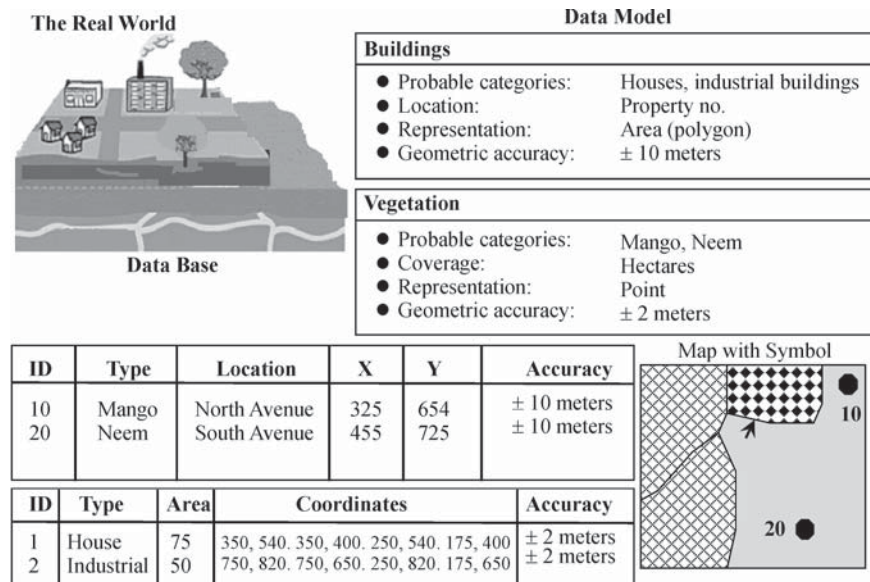 The Real World
Data Base
Data Model
Buildings
● Probable categories: Houses, industrial buildings
● Location: Property no.
● Representation: Area (polygon)
● Geometric accuracy: ± 10 meters
Vegetation
● Probable categories: Mango, Neem
● Coverage: Hectares
● Representation: Point
● Geometric accuracy: ± 2 meters
ID Type Location X Y Accuracy
10 Mango North Avenue 325 654 ± 10 meters
20 Neem South Avenue 455 725 ± 10 meters
ID Type Area Coordinates Accuracy
1 House 75 350, 540. 350, 400. 250, 540. 175, 400 ± 2 meters
2 Industrial 50 750, 820. 750, 650. 250, 820. 175, 650 ± 2 meters
Map with Symbol
10
20